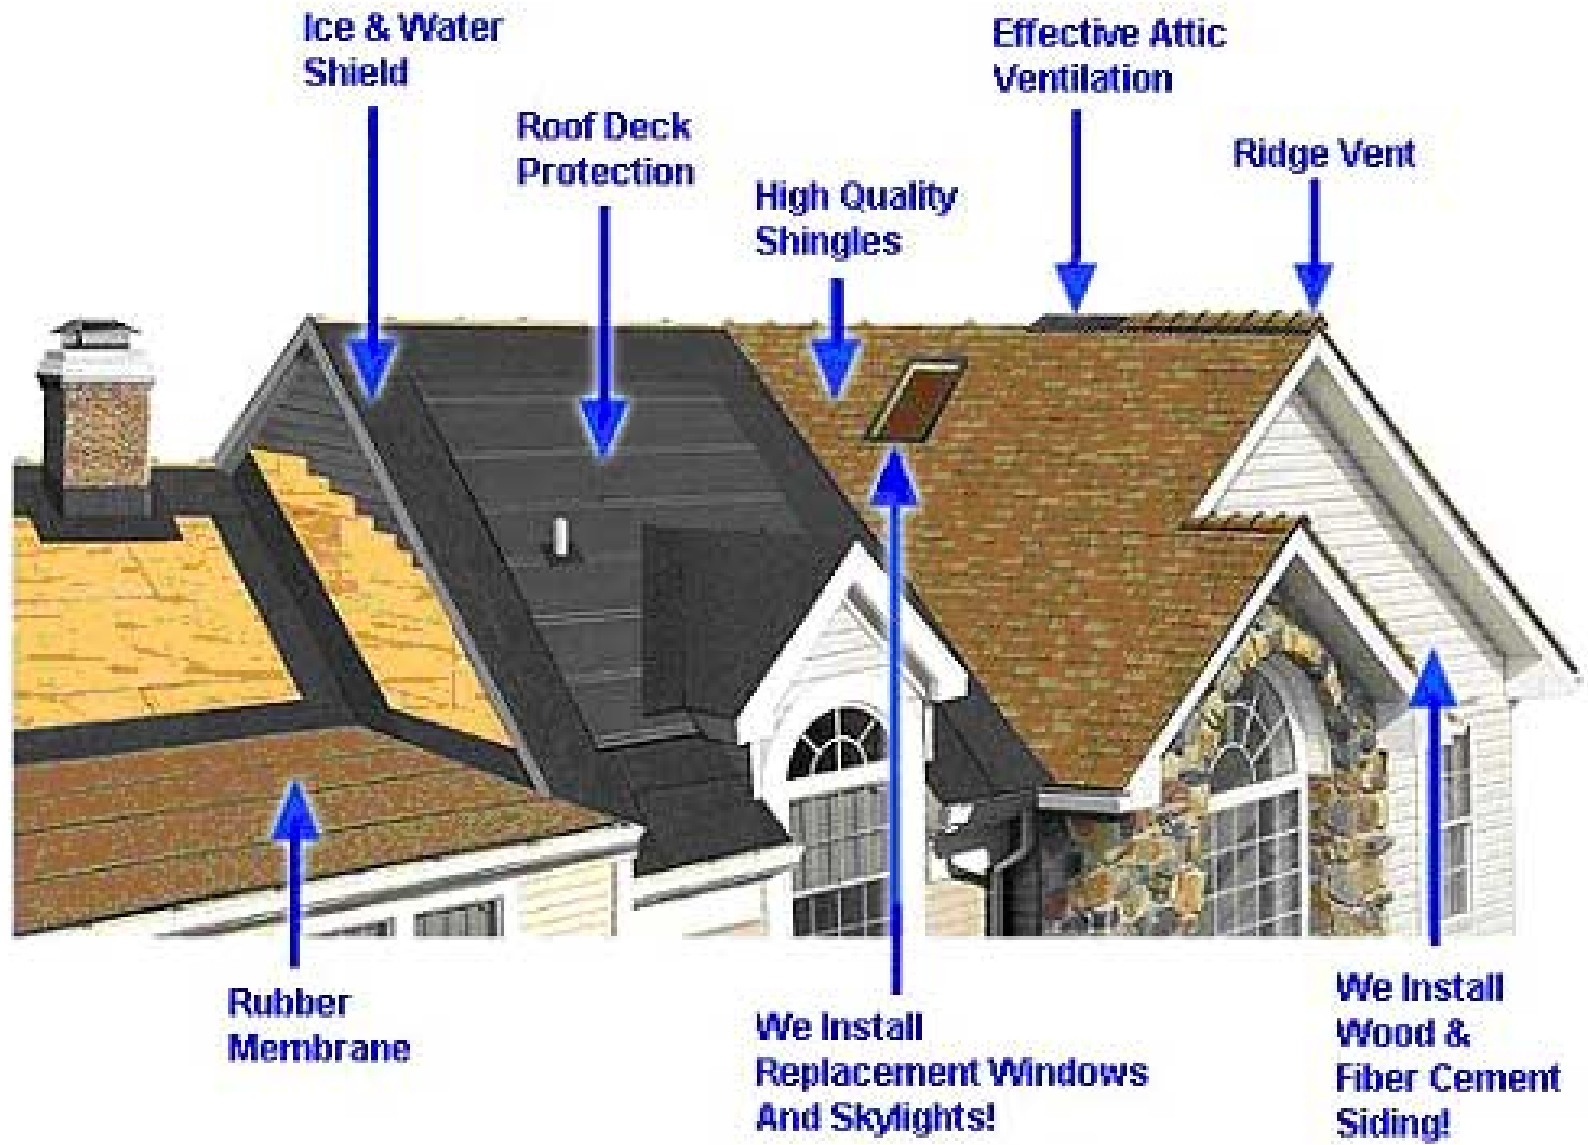 Ice & Water
Shield
Effective Attic
Ventilation
Roof Deck
Protection
Ridge Vent
High Quality
Shingles
Rubber
Membrane
We Install
Replacement Windows
And Skylights!
We Install
Wood &
Fiber Cement
Siding!